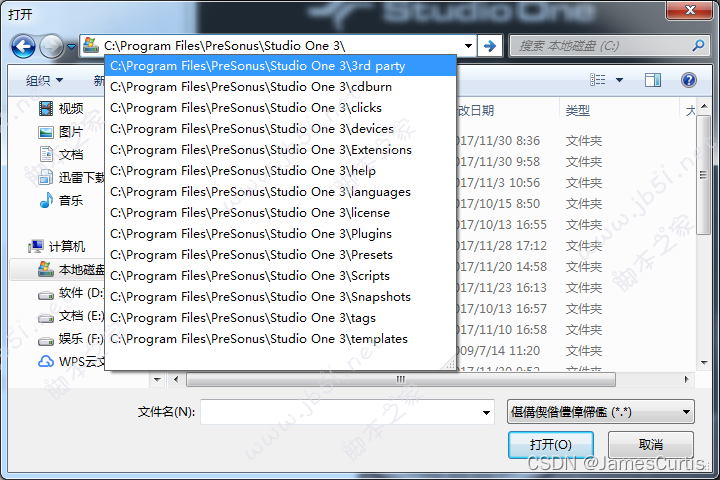 Studio One
打开
C:\Program Files\PreSonus\Studio One 3\
搜索 本地磁盘 (C:)
组织 新
C:\Program Files\PreSonus\Studio One 3\3rd party
C:\Program Files\PreSonus\Studio One 3\cdburn
C:\Program Files\PreSonus\Studio One 3\clicks
C:\Program Files\PreSonus\Studio One 3\devices
C:\Program Files\PreSonus\Studio One 3\Extensions
C:\Program Files\PreSonus\Studio One 3\help
C:\Program Files\PreSonus\Studio One 3\languages
C:\Program Files\PreSonus\Studio One 3\license
C:\Program Files\PreSonus\Studio One 3\Plugins
C:\Program Files\PreSonus\Studio One 3\Presets
C:\Program Files\PreSonus\Studio One 3\Scripts
C:\Program Files\PreSonus\Studio One 3\Snapshots
C:\Program Files\PreSonus\Studio One 3\tags
C:\Program Files\PreSonus\Studio One 3\templates
视频
图片
文档
迅雷下载
音乐
计算机
本地磁盘
软件 (D:
文档 (E:)
娱乐 (F:)
WPS云文
改日期 类型 大
017/11/30 8:36 文件夹
017/11/30 9:58 文件夹
017/11/3 10:56 文件夹
017/10/15 8:50 文件夹
017/10/13 16:55 文件夹
017/11/28 17:12 文件夹
017/11/20 14:58 文件夹
017/11/23 16:13 文件夹
017/10/13 16:57 文件夹
017/11/10 16:58 文件夹
009/7/14 11:20 文件夹
文件名(N):
(*.*)
打开(O)
取消
www.jb51.net
脚本之家
CSDN @JamesCurtis